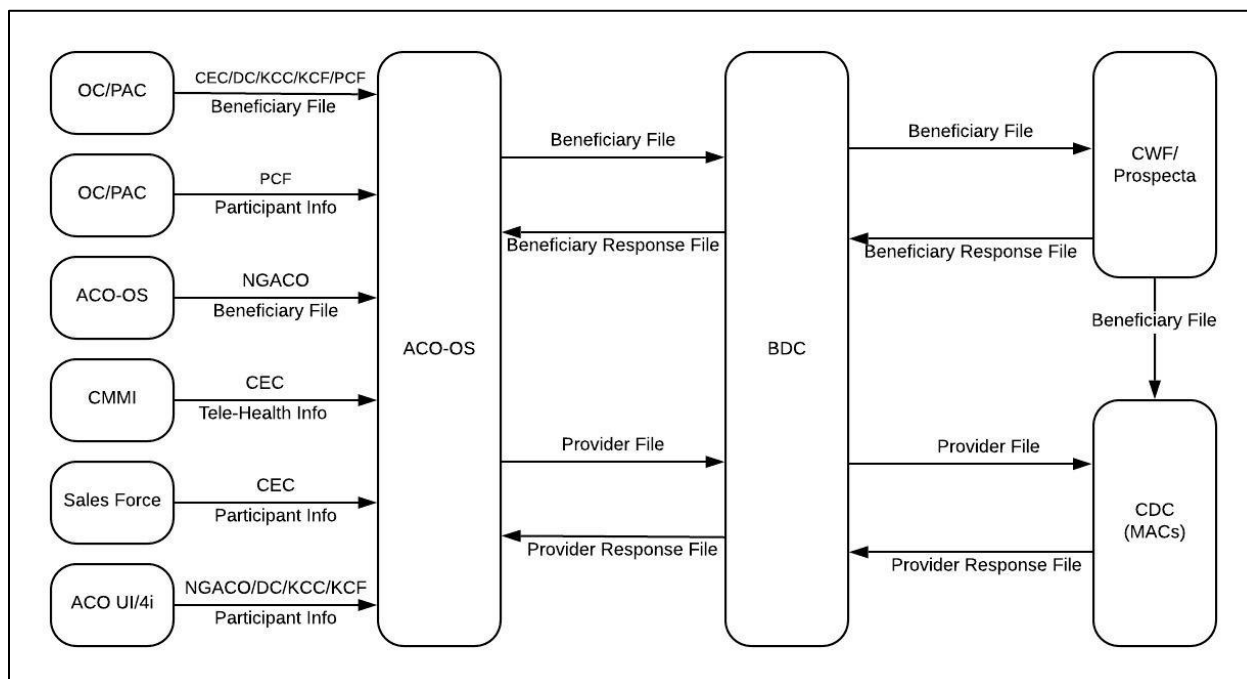 OC/PAC
CEC/DC/KCC/KCF/PCF
Beneficiary File
OC/PAC
PCF
Participant Info
ACO-OS
NGACO
Beneficiary File
CMMI
CEC
Tele-Health Info
Sales Force
CEC
Participant Info
ACO UI/4i
NGACO/DC/KCC/KCF
Participant Info
ACO-OS
Beneficiary File
Beneficiary Response File
Provider File
Provider Response File
BDC
Beneficiary File
Beneficiary Response File
Provider File
Provider Response File
CWF/
Prospecta
Beneficiary File
CDC
(MACs)